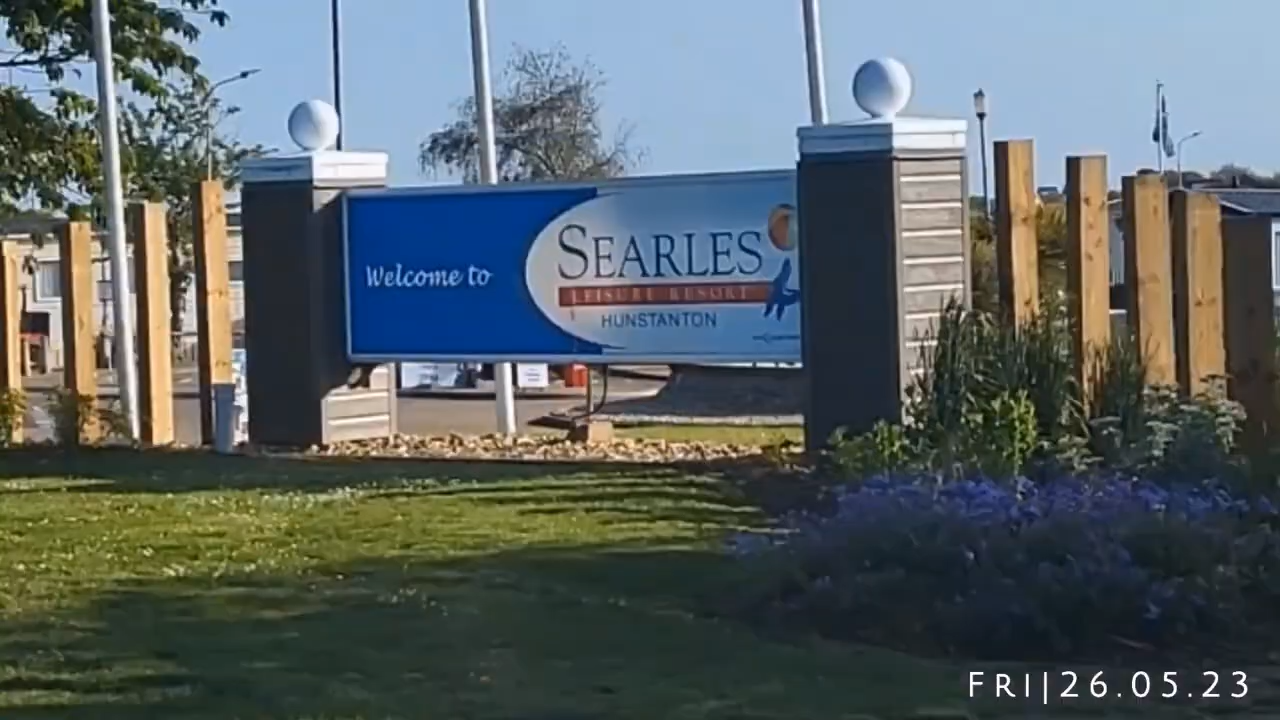 Welcome to
SEARLES
LEISURE RESORT
HUNSTANTON
FRI|26.05.23